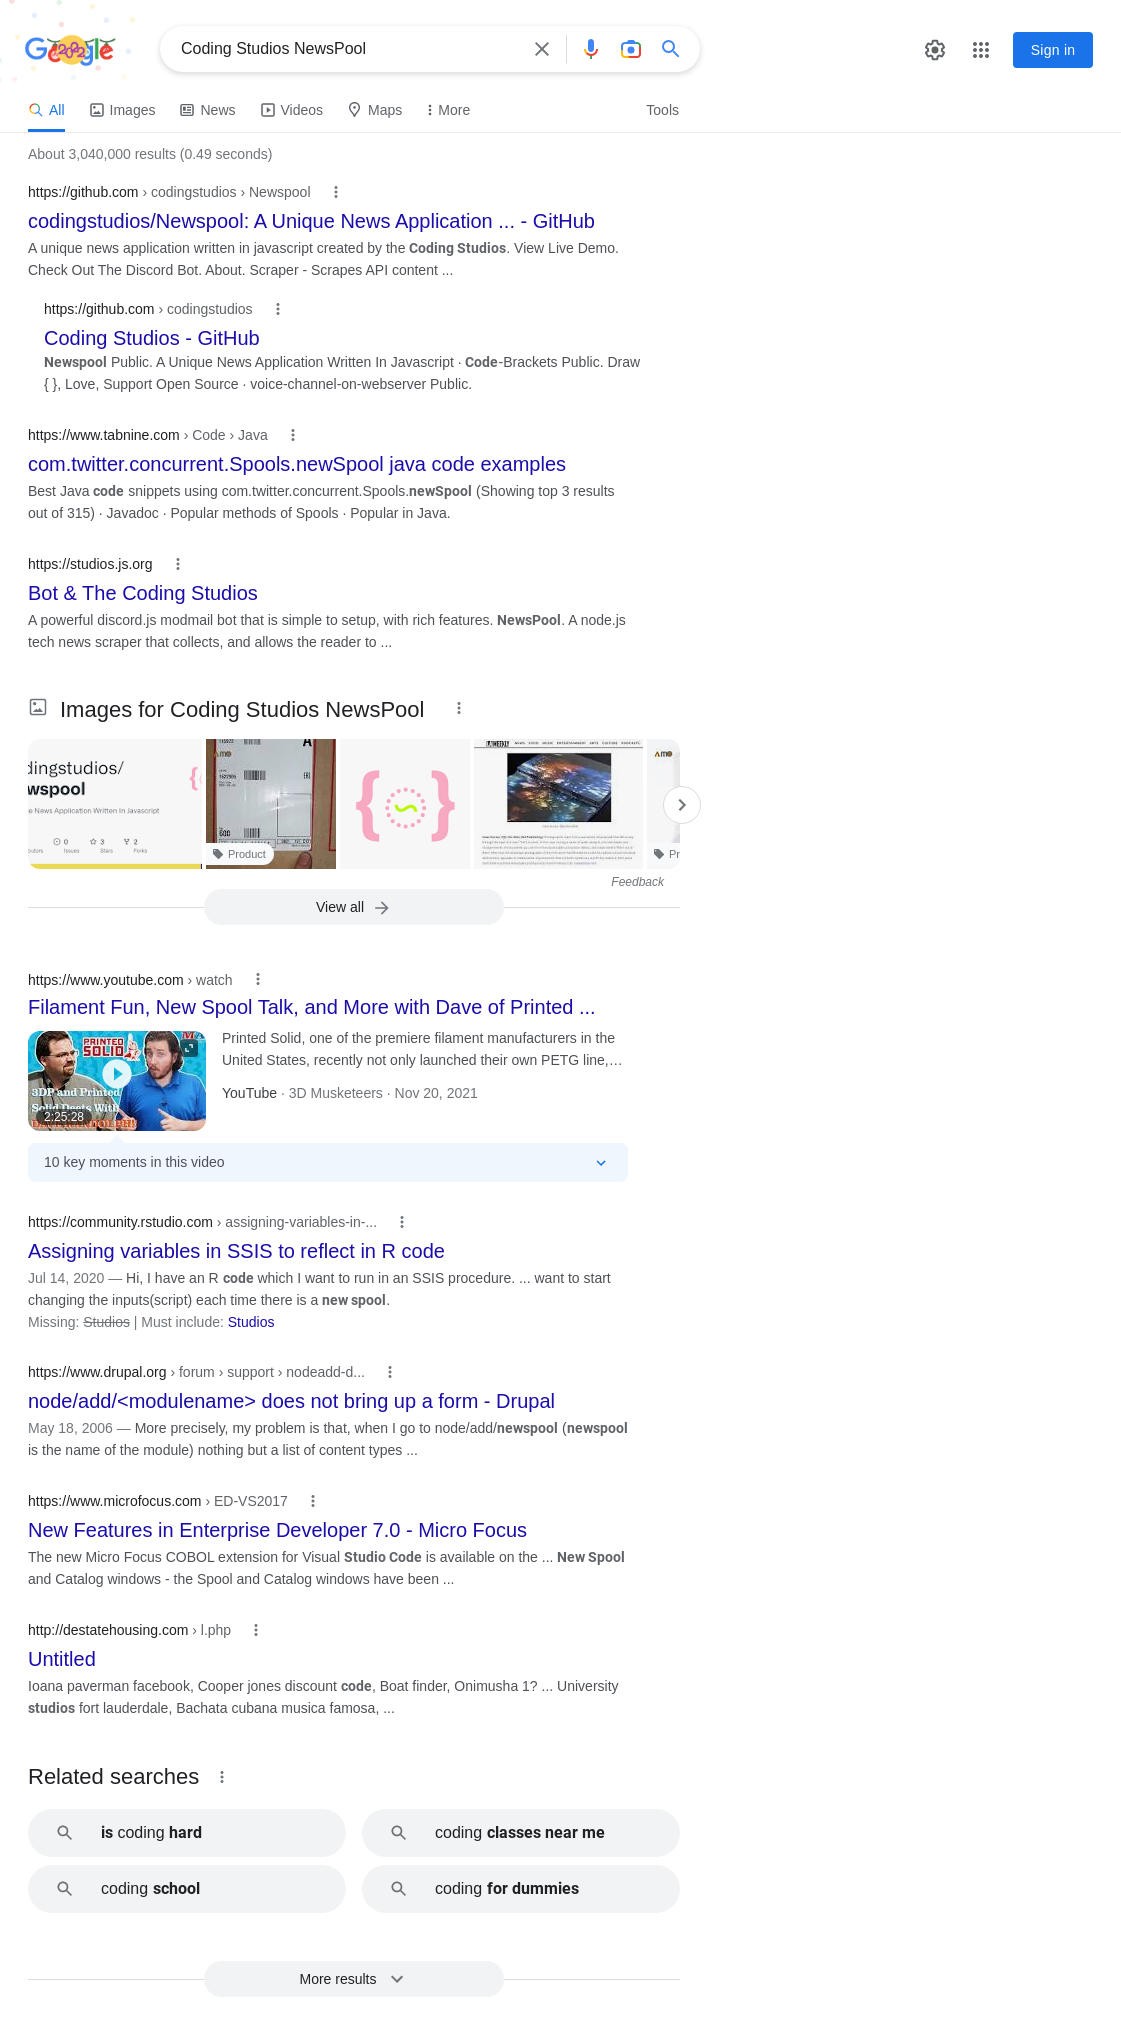 Google
Coding Studios NewsPool
Sign in
All
Images
News
Videos
Maps
More
Tools
About 3,040,000 results (0.49 seconds)
https://github.com › codingstudios › Newspool
codingstudios/Newspool: A Unique News Application ... - GitHub
A unique news application written in javascript created by the Coding Studios. View Live Demo.
Check Out The Discord Bot. About. Scraper - Scrapes API content ...
https://github.com › codingstudios
Coding Studios - GitHub
Newspool Public. A Unique News Application Written In Javascript · Code-Brackets Public. Draw
{ }, Love, Support Open Source · voice-channel-on-webserver Public.
https://www.tabnine.com › Code › Java
com.twitter.concurrent.Spools.newSpool java code examples
Best Java code snippets using com.twitter.concurrent.Spools.newSpool (Showing top 3 results
out of 315) · Javadoc · Popular methods of Spools · Popular in Java.
https://studios.js.org
Bot & The Coding Studios
A powerful discord.js modmail bot that is simple to setup, with rich features. NewsPool. A node.js
tech news scraper that collects, and allows the reader to ...
Images for Coding Studios NewsPool
dingstudios/
wspool
e News Application Written In Javascript
0
3
2
Issues
Stars
Forks
Product
Pr
Feedback
View all
https://www.youtube.com › watch
Filament Fun, New Spool Talk, and More with Dave of Printed ...
PRINTED
SOLID
3DP and Printed
Solid Deets With
2:25:28
Printed Solid, one of the premiere filament manufacturers in the
United States, recently not only launched their own PETG line,…
YouTube · 3D Musketeers · Nov 20, 2021
10 key moments in this video
https://community.rstudio.com › assigning-variables-in-...
Assigning variables in SSIS to reflect in R code
Jul 14, 2020 — Hi, I have an R code which I want to run in an SSIS procedure. ... want to start
changing the inputs(script) each time there is a new spool.
Missing: Studios | Must include: Studios
https://www.drupal.org › forum › support › nodeadd-d...
node/add/<modulename> does not bring up a form - Drupal
May 18, 2006 — More precisely, my problem is that, when I go to node/add/newspool (newspool
is the name of the module) nothing but a list of content types ...
https://www.microfocus.com › ED-VS2017
New Features in Enterprise Developer 7.0 - Micro Focus
The new Micro Focus COBOL extension for Visual Studio Code is available on the ... New Spool
and Catalog windows - the Spool and Catalog windows have been ...
http://destatehousing.com › l.php
Untitled
Ioana paverman facebook, Cooper jones discount code, Boat finder, Onimusha 1? ... University
studios fort lauderdale, Bachata cubana musica famosa, ...
Related searches
is coding hard
coding classes near me
coding school
coding for dummies
More results